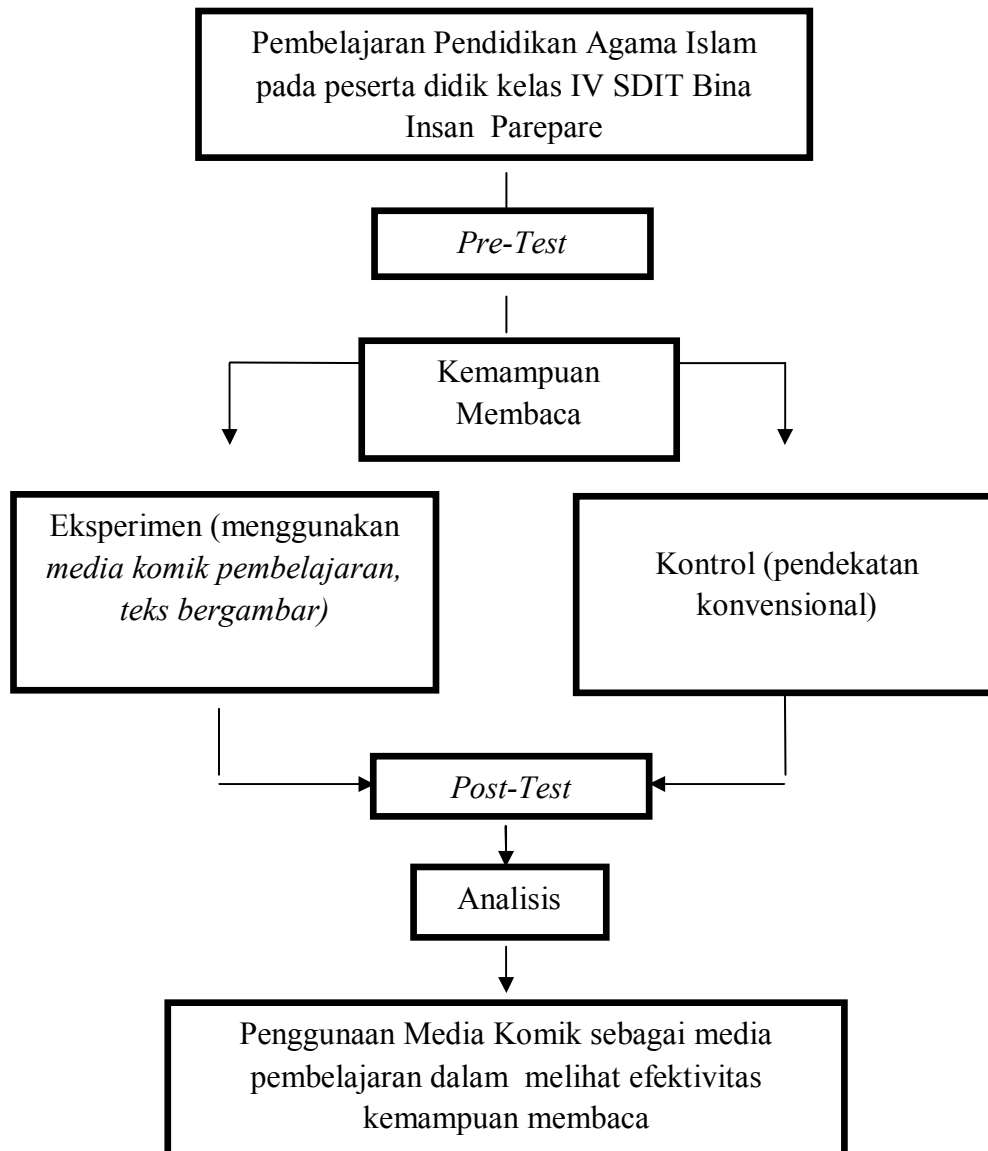 Pembelajaran Pendidikan Agama Islam
pada peserta didik kelas IV SDIT Bina
Insan Parepare
Pre-Test
Kemampuan
Membaca
Eksperimen (menggunakan
media komik pembelajaran,
teks bergambar)
Kontrol (pendekatan
konvensional)
Post-Test
Analisis
Penggunaan Media Komik sebagai media
pembelajaran dalam melihat efektivitas
kemampuan membaca